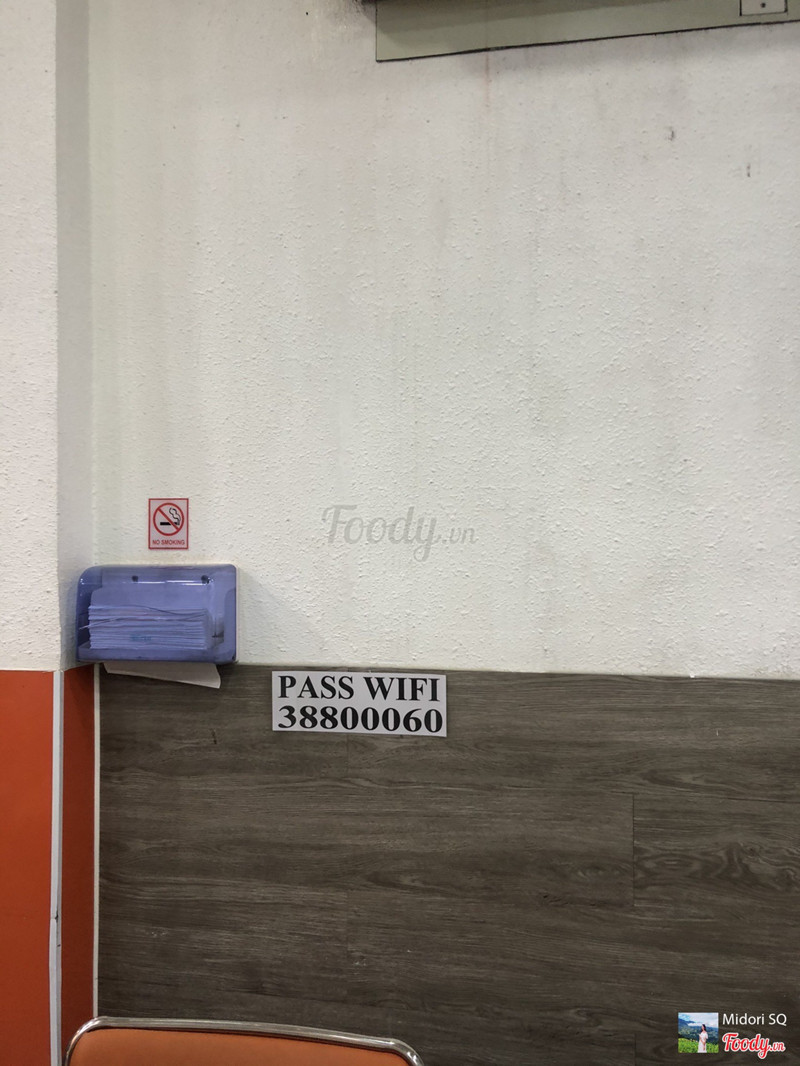 Foody.vn
NO SMOKING
PASS WIFI
38800060
Midori SQ
Foody.vn